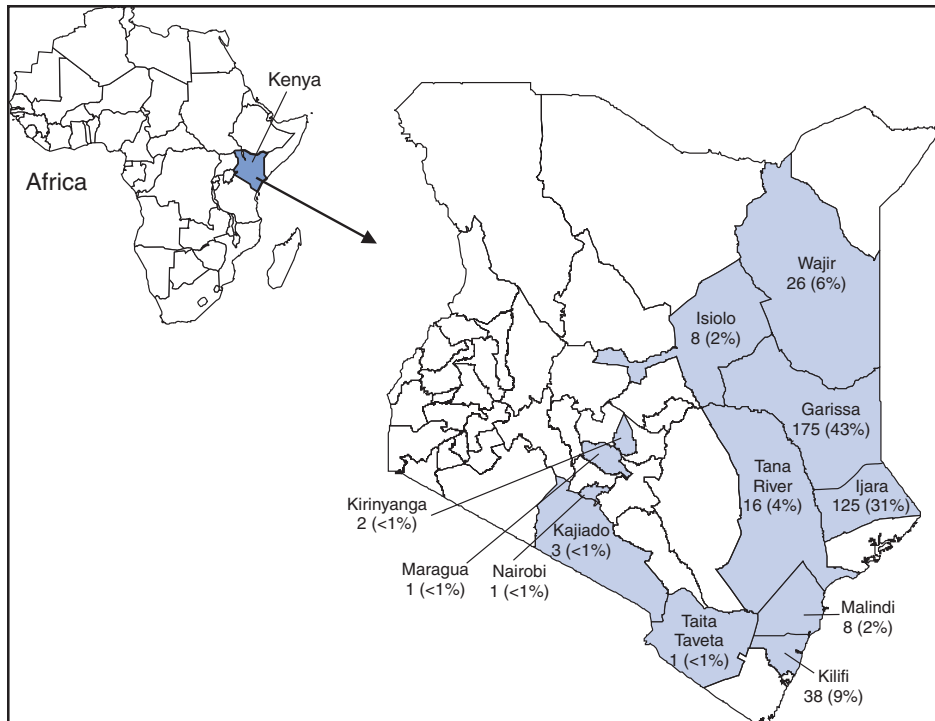 Kenya
Africa
Wajir
26 (6%)
Isiolo
8 (2%)
Garissa
175 (43%)
Tana
River
16 (4%)
Ijara
125 (31%)
Kirinyanga
2 (<1%)
Kajiado
3 (<1%)
Maragua
1 (<1%)
Nairobi
1 (<1%)
Malindi
8 (2%)
Taita
Taveta
1 (<1%)
Kilifi
38 (9%)